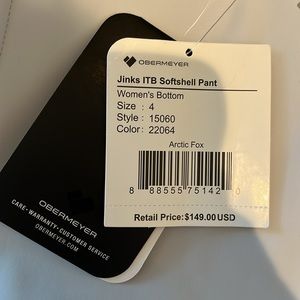 OBERMEYER
Jinks ITB Softshell Pant
Women's Bottom
Size : 4
Style : 15060
Color: 22064
Arctic Fox
8 88555 75142 0
Retail Price:$149.00 USD
OBERMEYER
CARE•WARRANTY•CUSTOMER SERVICE
OBERMEYER.COM